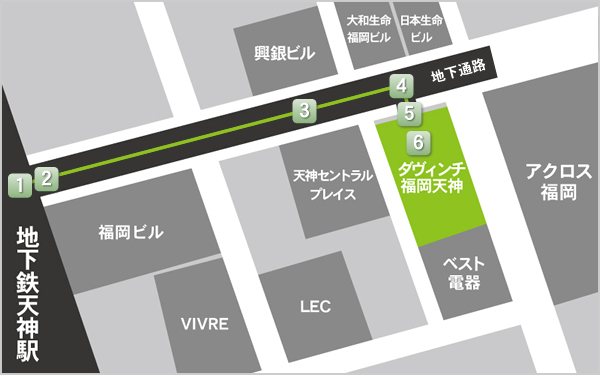 大和生命
福岡ビル
日本生命
ビル
興銀ビル
地下通路
4
3
5
6
1
2
天神セントラル
プレイス
ダヴィンチ
福岡天神
アクロス
福岡
福岡ビル
地下鉄天神駅
ベスト
電器
VIVRE
LEC